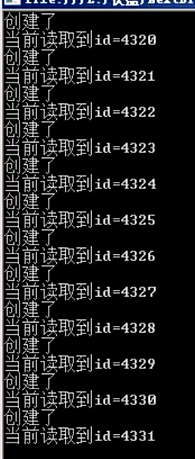 创建了
当前读取到id=4320
创建了
当前读取到id=4321
创建了
当前读取到id=4322
创建了
当前读取到id=4323
创建了
当前读取到id=4324
创建了
当前读取到id=4325
创建了
当前读取到id=4326
创建了
当前读取到id=4327
创建了
当前读取到id=4328
创建了
当前读取到id=4329
创建了
当前读取到id=4330
创建了
当前读取到id=4331